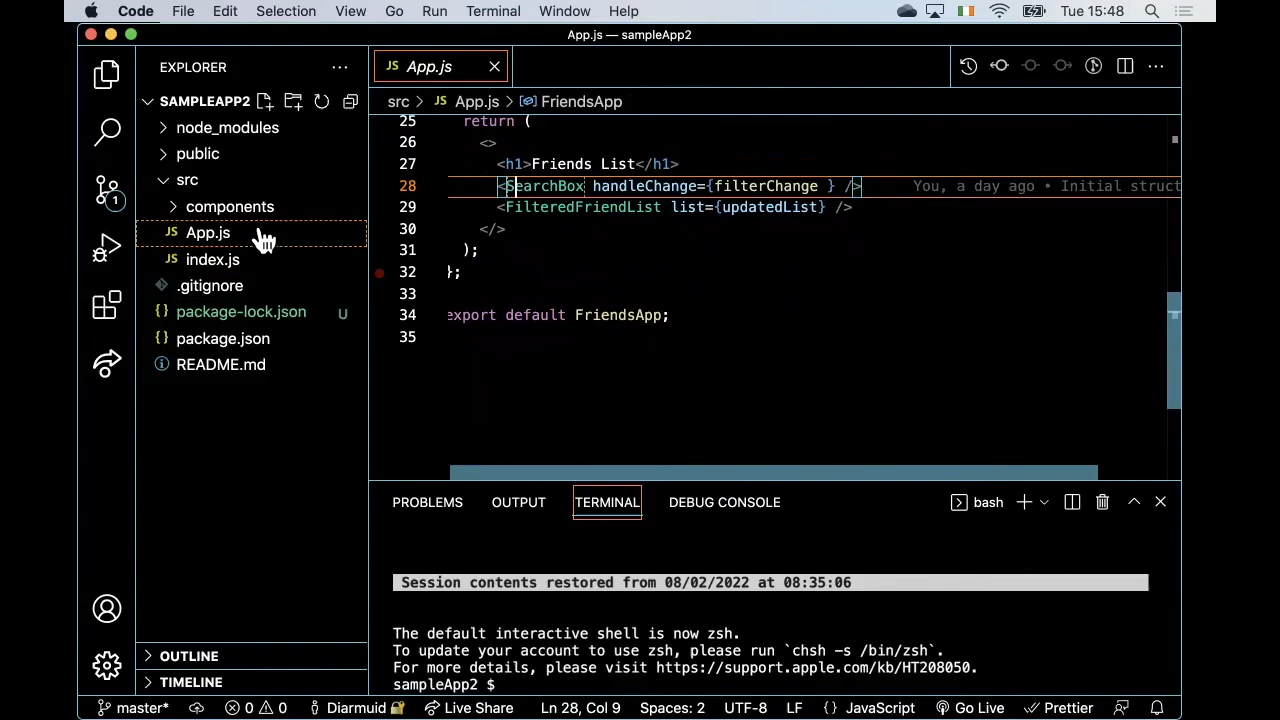 Code File Edit Selection View Go Run Terminal Window Help Tue 15:48
App.js — sampleApp2
EXPLORER
JS App.js
SAMPLEAPP2
src > JS App.js > FriendsApp
node_modules
public
src
components
JS App.js
JS index.js
.gitignore
{} package-lock.json U
{} package.json
README.md
1
25 return (
26 <>
27 <h1>Friends List</h1>
28 <SearchBox handleChange={filterChange } /> You, a day ago • Initial struct
29 <FilteredFriendList list={updatedList} />
30 </>
31 );
32 };
33
34 export default FriendsApp;
35
PROBLEMS OUTPUT TERMINAL DEBUG CONSOLE bash
Session contents restored from 08/02/2022 at 08:35:06
The default interactive shell is now zsh.
To update your account to use zsh, please run `chsh -s /bin/zsh`.
For more details, please visit https://support.apple.com/kb/HT208050.
sampleApp2 $
OUTLINE
TIMELINE
master* 0 0 Diarmuid Live Share Ln 28, Col 9 Spaces: 2 UTF-8 LF {} JavaScript Go Live Prettier